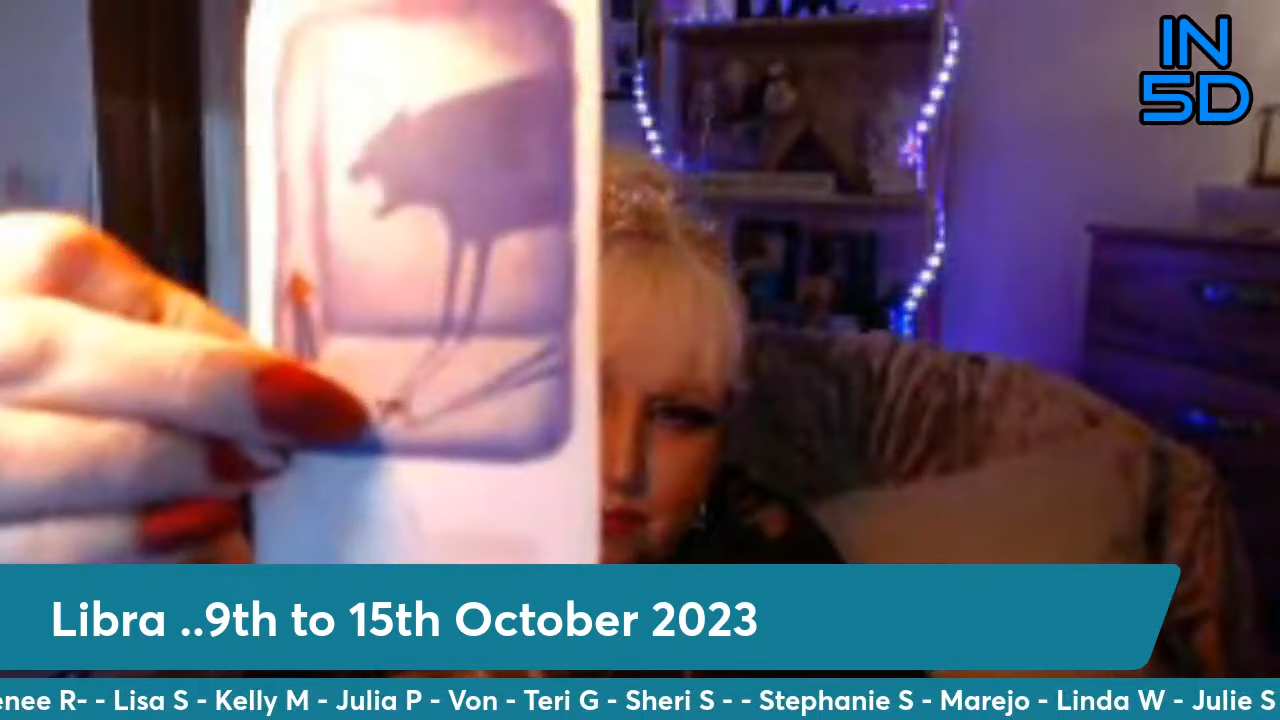 IN
5D
Libra ..9th to 15th October 2023
enee R- - Lisa S - Kelly M - Julia P - Von - Teri G - Sheri S - - Stephanie S - Marejo - Linda W - Julie S